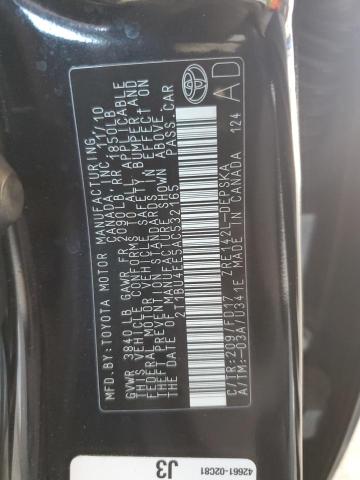 MFD.BY:TOYOTA MOTOR MANUFACTURING
CANADA, INC. 11/10
GVWR 3840LB GAWR FR 2090LB RR 1850LB
THIS VEHICLE CONFORMS TO ALL APPLICABLE
FEDERAL MOTOR VEHICLE SAFETY, BUMPER AND
THEFT PREVENTION STANDARDS IN EFFECT ON
THE DATE OF MANUFACTURE SHOWN ABOVE.
2T1BU4EE5AC532165 PASS.CAR
C/TR:209/FD17 ZRE142L-DEPSKA
A/TM:-03A/U341E MADE IN CANADA 124
AD
42661-02C81
J3